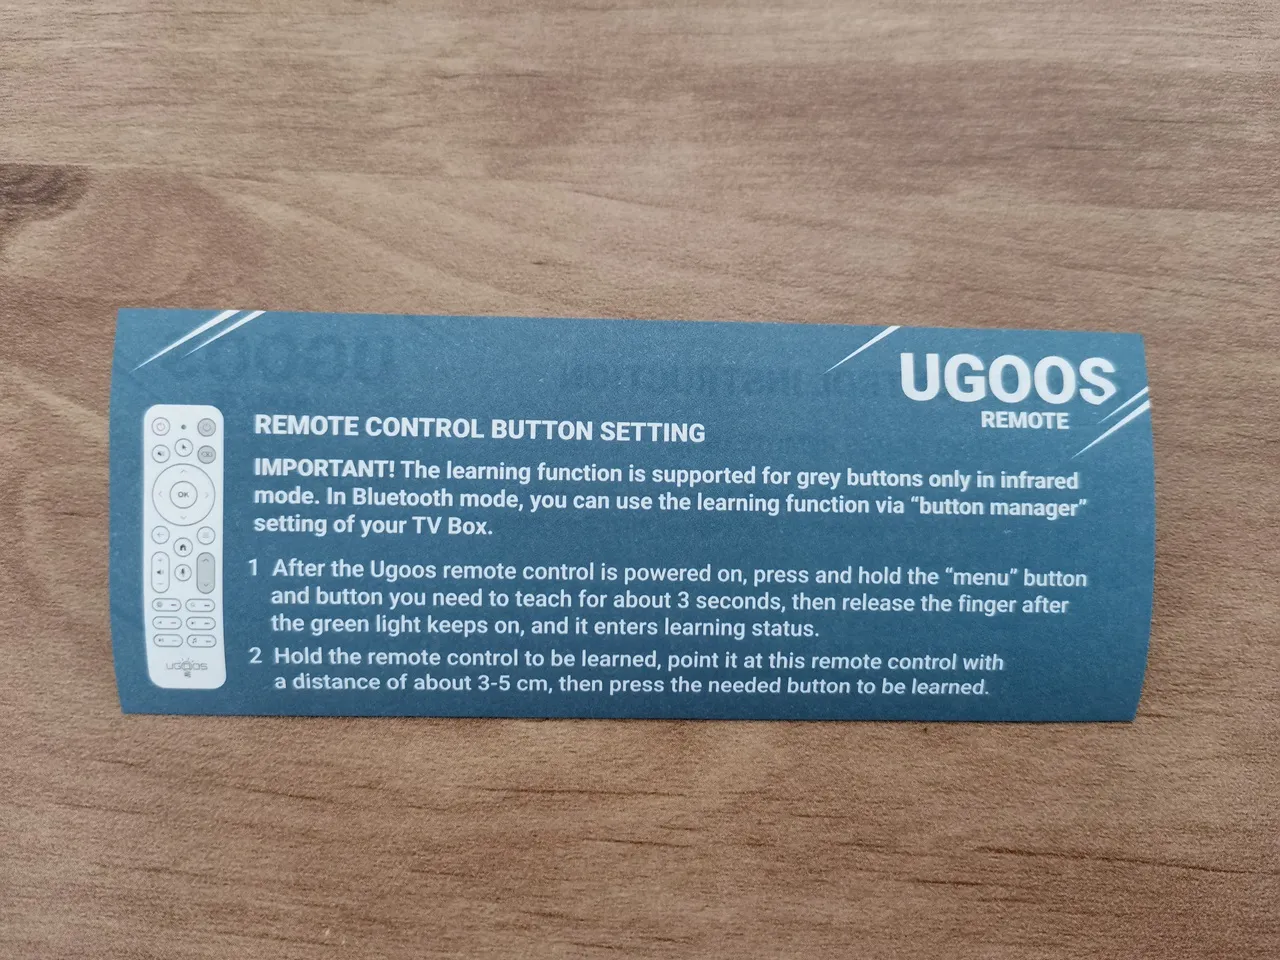 UGOOS
REMOTE
REMOTE CONTROL BUTTON SETTING
IMPORTANT! The learning function is supported for grey buttons only in infrared
mode. In Bluetooth mode, you can use the learning function via “button manager”
setting of your TV Box.
1 After the Ugoos remote control is powered on, press and hold the “menu” button
and button you need to teach for about 3 seconds, then release the finger after
the green light keeps on, and it enters learning status.
2 Hold the remote control to be learned, point it at this remote control with
a distance of about 3-5 cm, then press the needed button to be learned.
OK
UGOOS